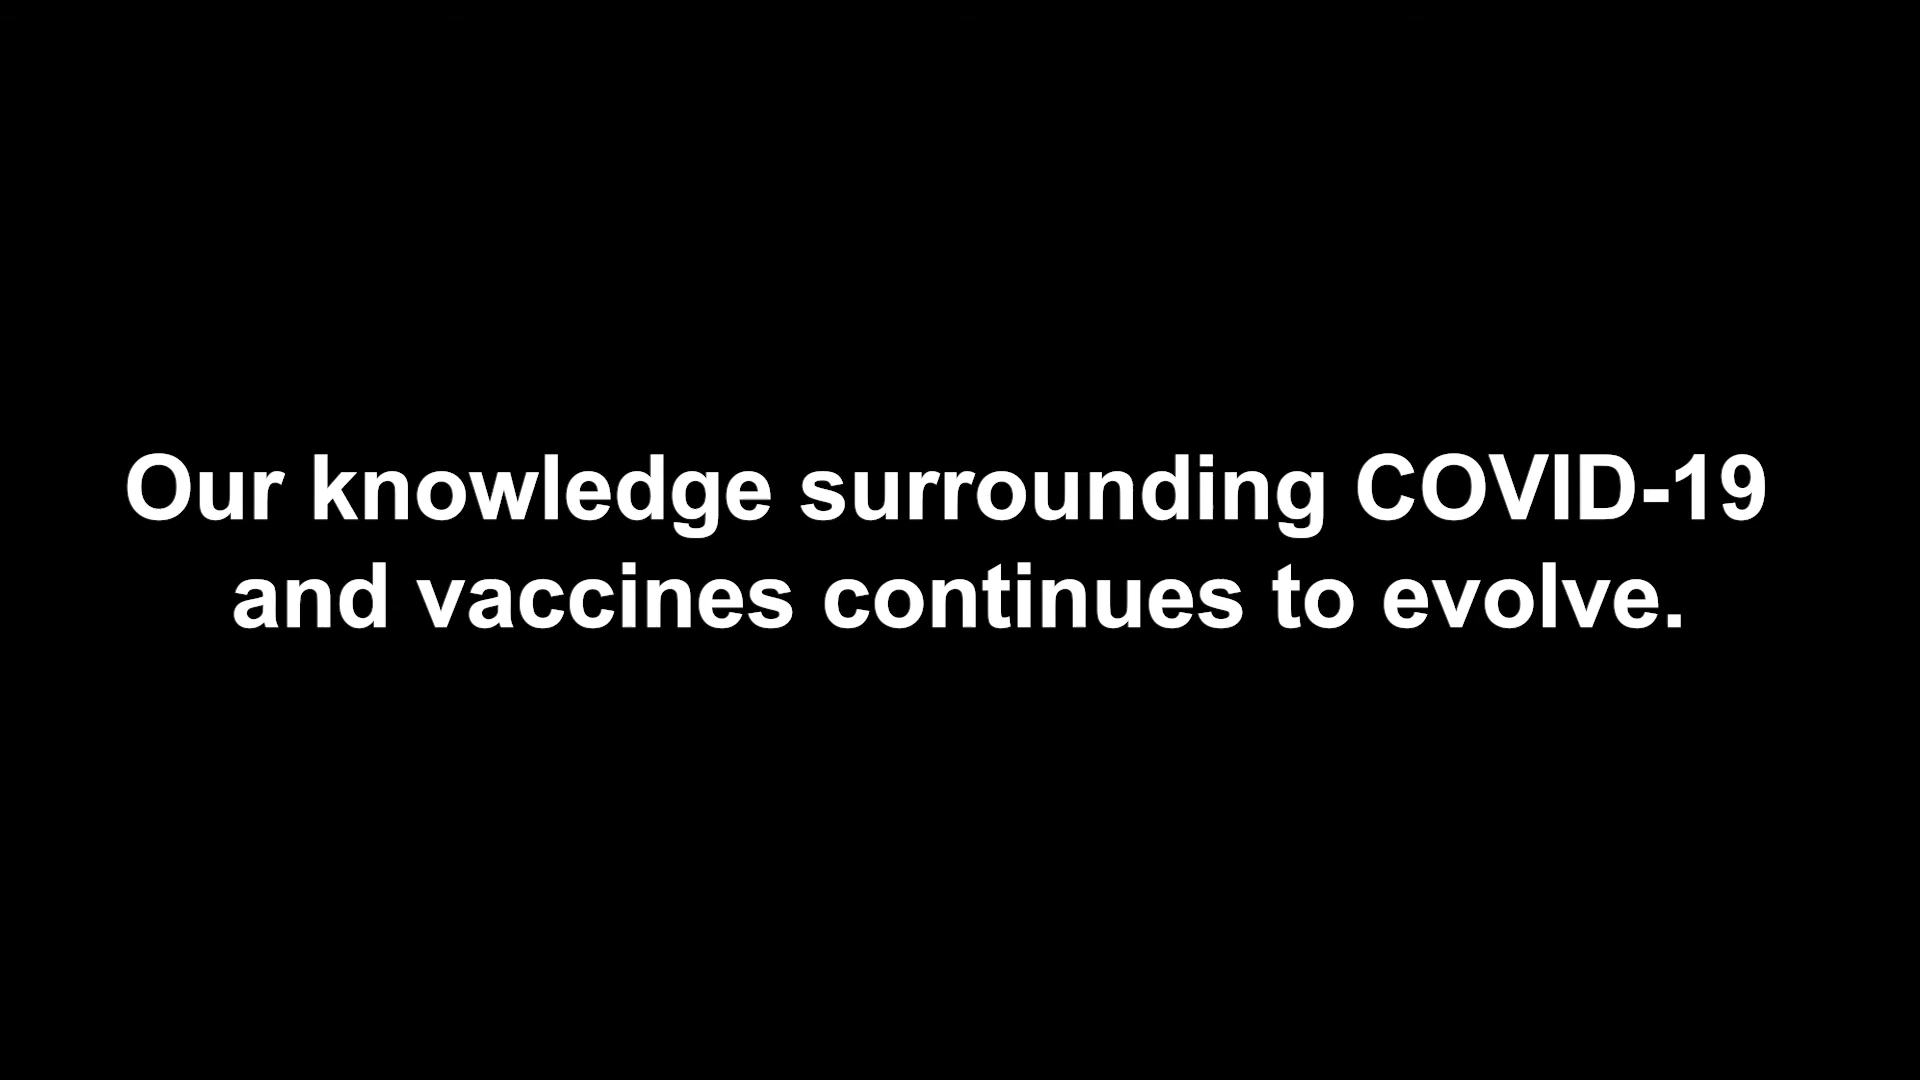 Our knowledge surrounding COVID-19
and vaccines continues to evolve.